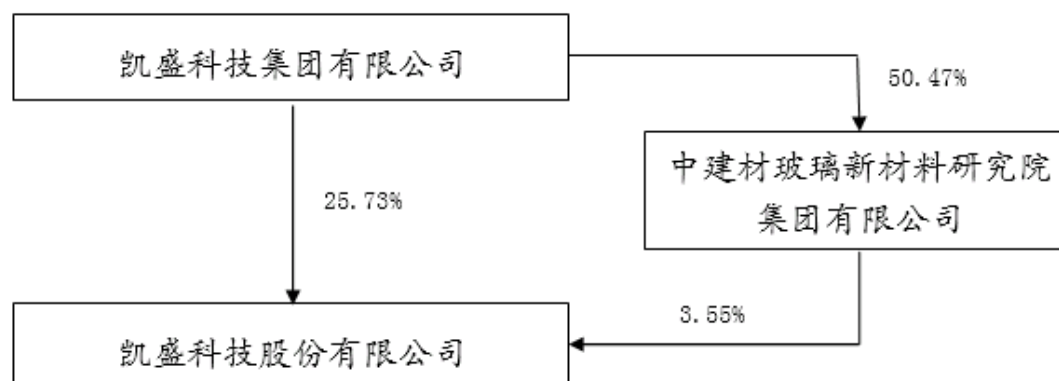 凯盛科技集团有限公司
50.47%
中建材玻璃新材料研究院
集团有限公司
25.73%
3.55%
凯盛科技股份有限公司